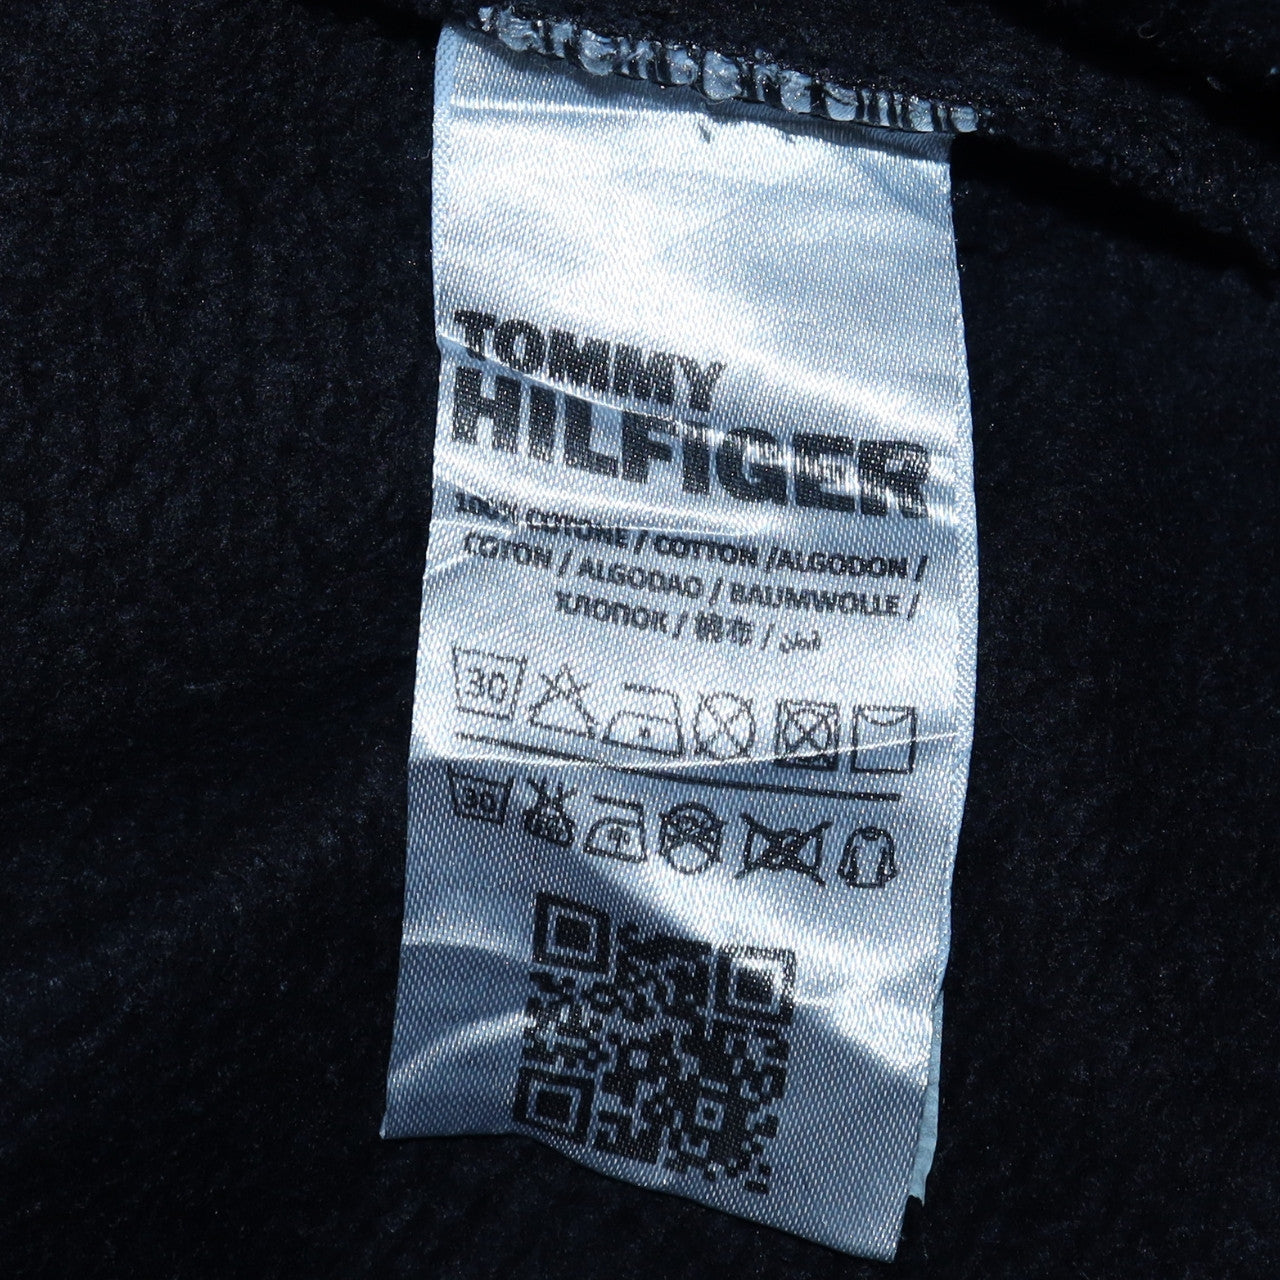 TOMMY
HILFIGER
100% COTONE / COTTON /ALGODON /
COTON / ALGODAO / BAUMWOLLE /
ХЛОПОК / 棉布 / قطن
30
30